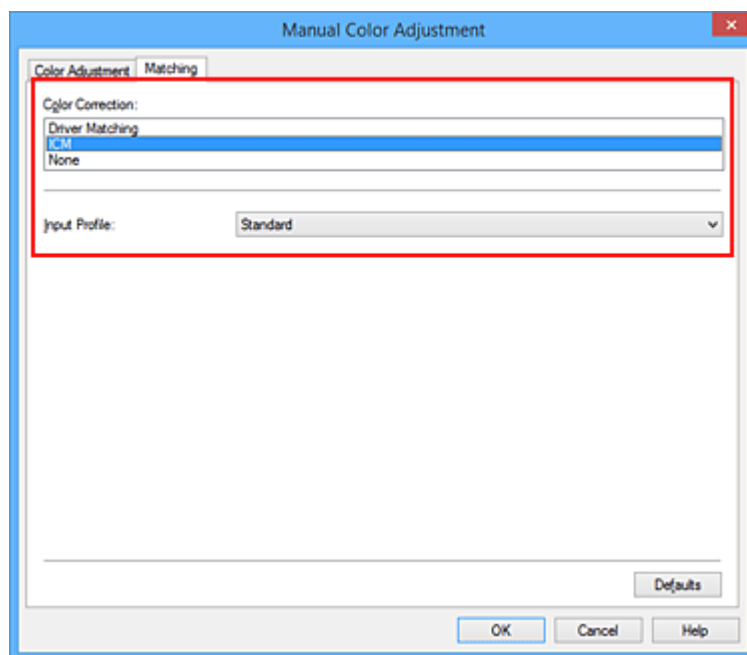 Manual Color Adjustment
Color Adjustment Matching
Color Correction:
Driver Matching
ICM
None
Input Profile: Standard
Defaults
OK Cancel Help